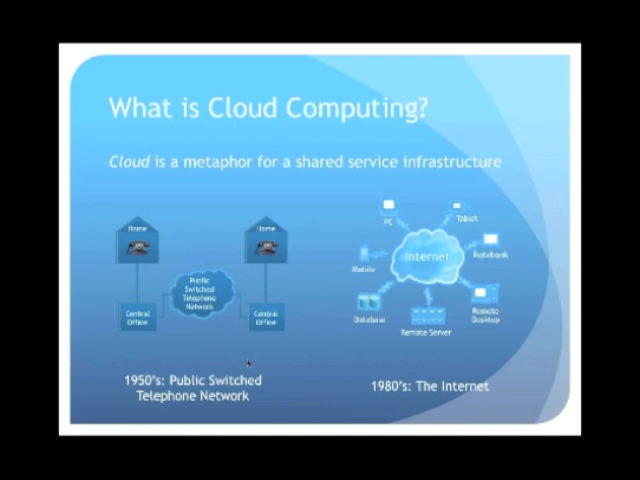 What is Cloud Computing?
Cloud is a metaphor for a shared service infrastructure
Home
Home
Public
Switched
Telephone
Network
Central
Office
Central
Office
1950's: Public Switched
Telephone Network
PC
Tablet
Internet
Notebook
Mobile
Database
Remote Server
Remote
Desktop
1980's: The Internet